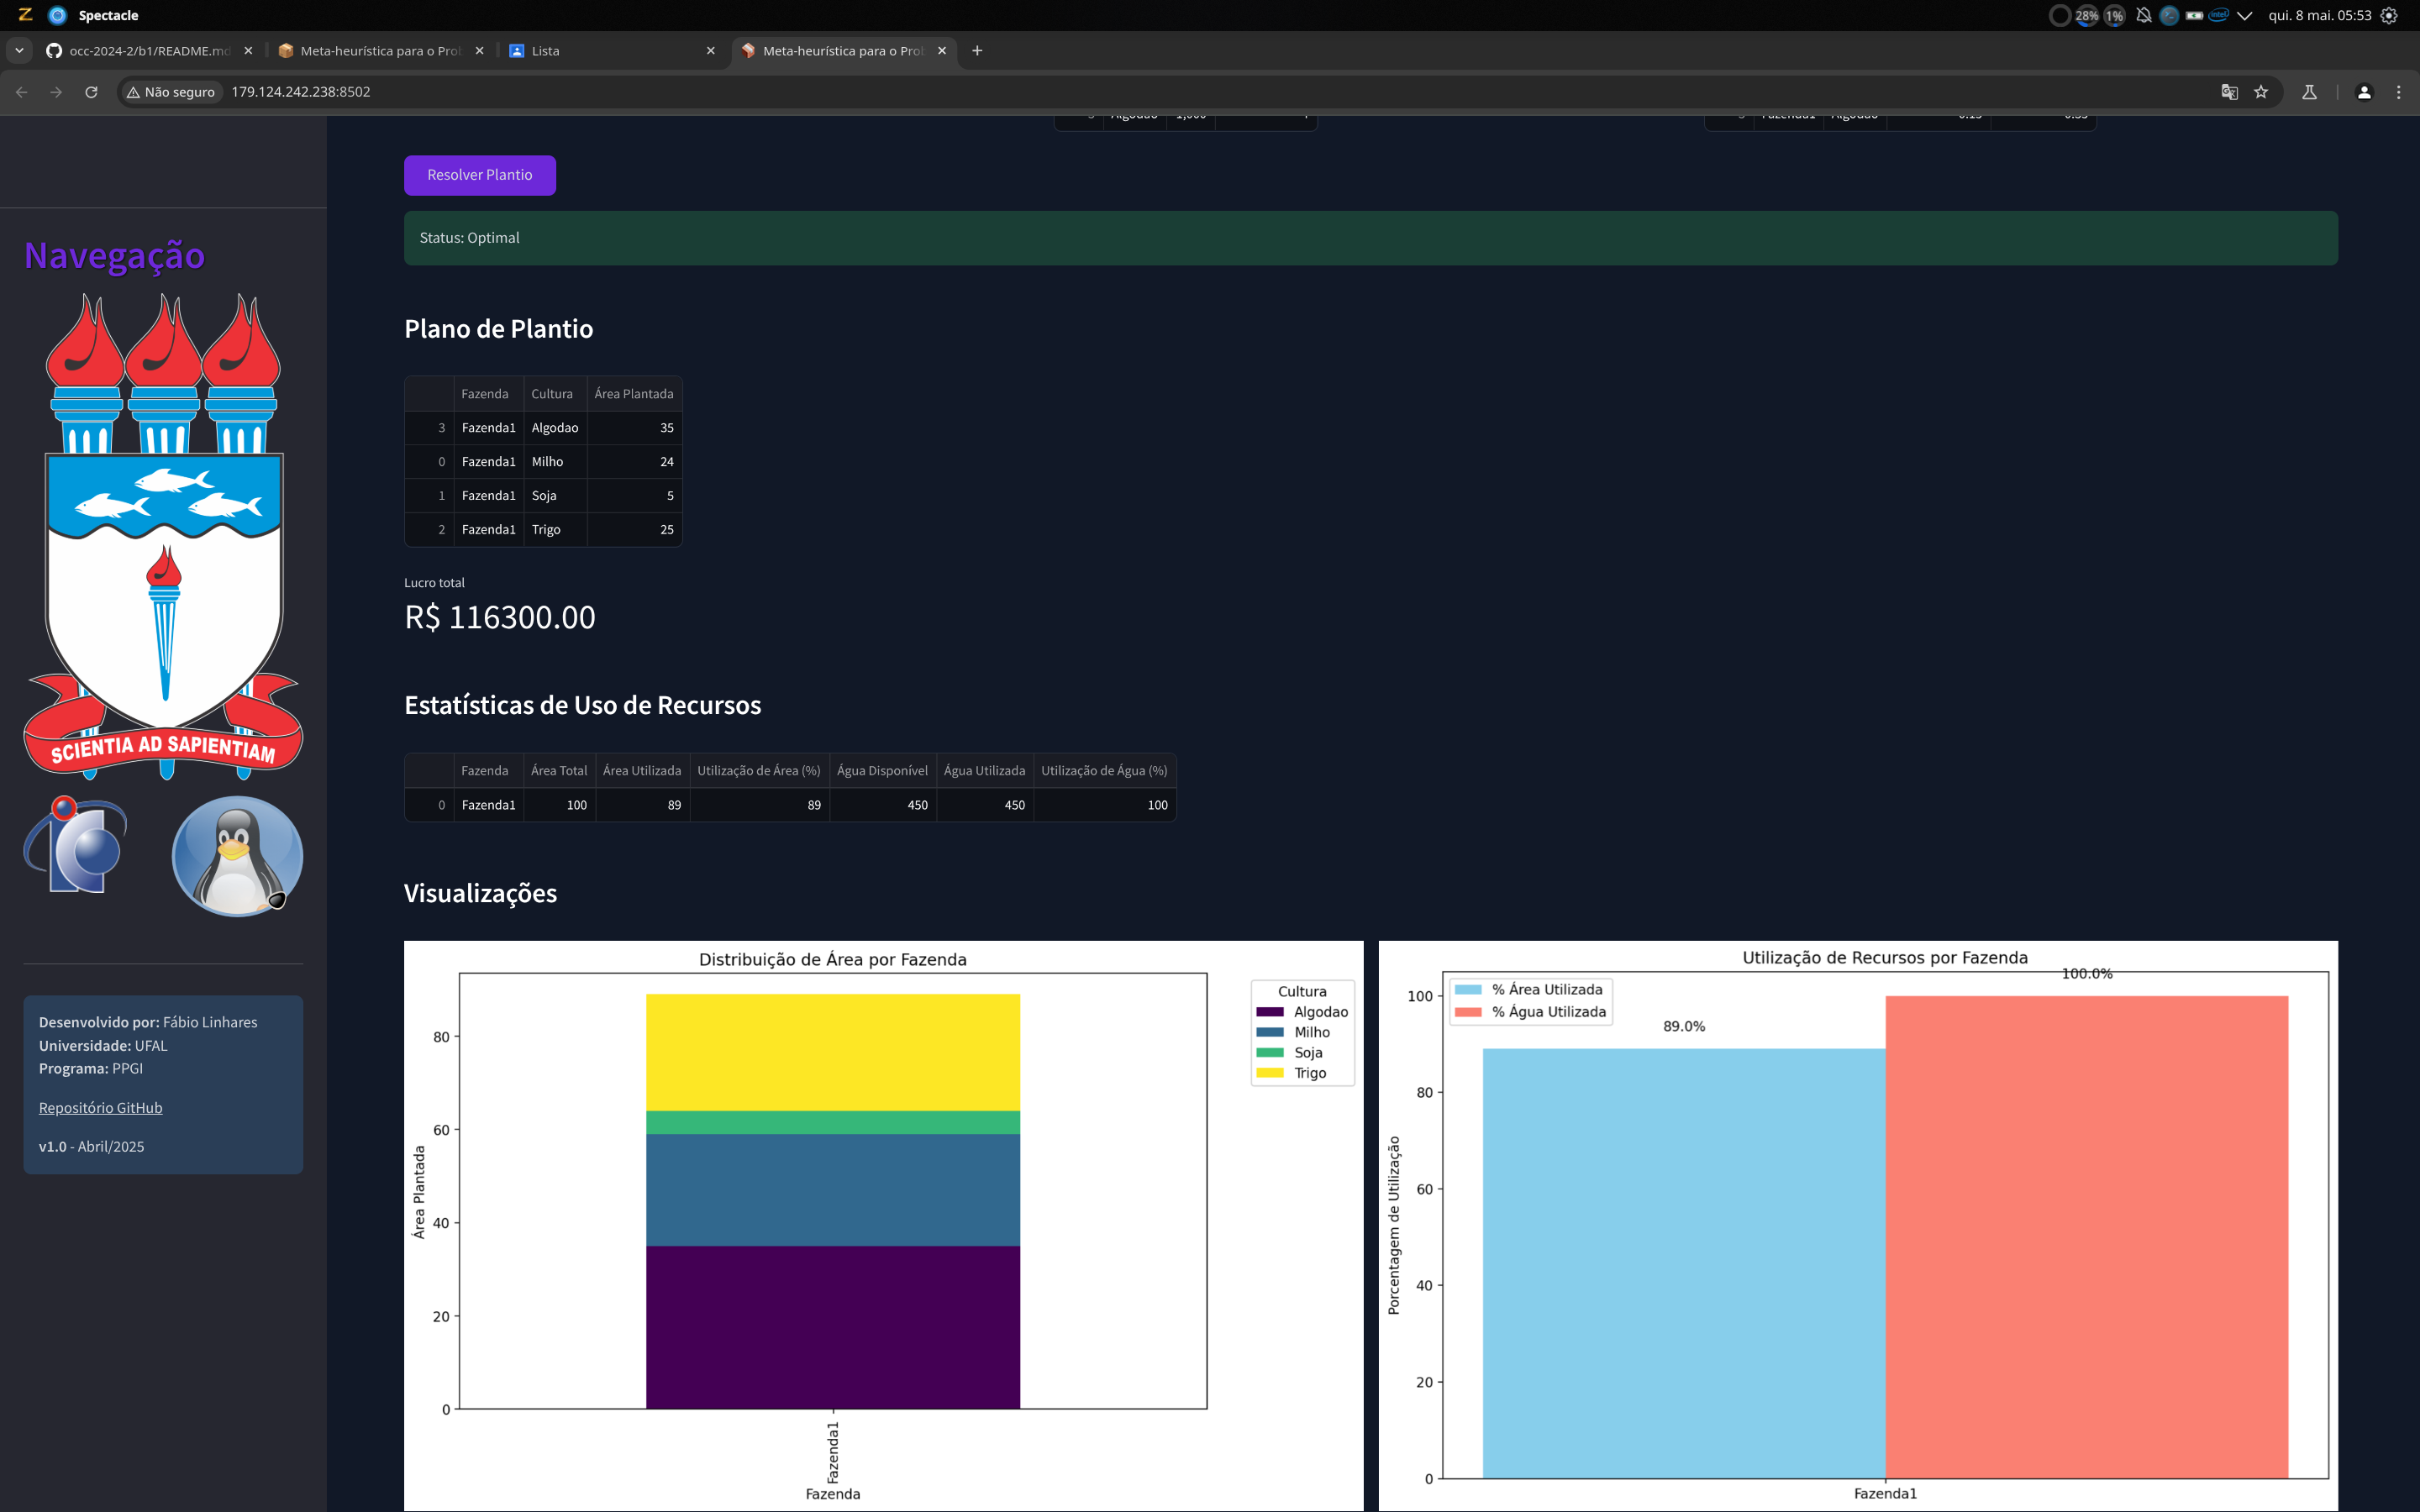 Spectacle
28%
1%
intel
qui. 8 mai. 05:53
occ-2024-2/b1/README.md
Meta-heurística para o Pro
Lista
Meta-heurística para o Pro
Não seguro
179.124.242.238:8502
Resolver Plantio
Status: Optimal
Navegação
SCIENTIA AD SAPIENTIAM
Desenvolvido por: Fábio Linhares
Universidade: UFAL
Programa: PPGI
Repositório GitHub
v1.0 - Abril/2025
Plano de Plantio
Fazenda Cultura Área Plantada
3 Fazenda1 Algodao 35
0 Fazenda1 Milho 24
1 Fazenda1 Soja 5
2 Fazenda1 Trigo 25
Lucro total
R$ 116300.00
Estatísticas de Uso de Recursos
Fazenda Área Total Área Utilizada Utilização de Área (%) Água Disponível Água Utilizada Utilização de Água (%)
0 Fazenda1 100 89 89 450 450 100
Visualizações
Distribuição de Área por Fazenda
Cultura
Algodao
Milho
Soja
Trigo
80
60
40
20
0
Área Plantada
Fazenda1
Fazenda
Utilização de Recursos por Fazenda
% Área Utilizada
% Água Utilizada
89.0%
100.0%
100
80
60
40
20
0
Porcentagem de Utilização
Fazenda1